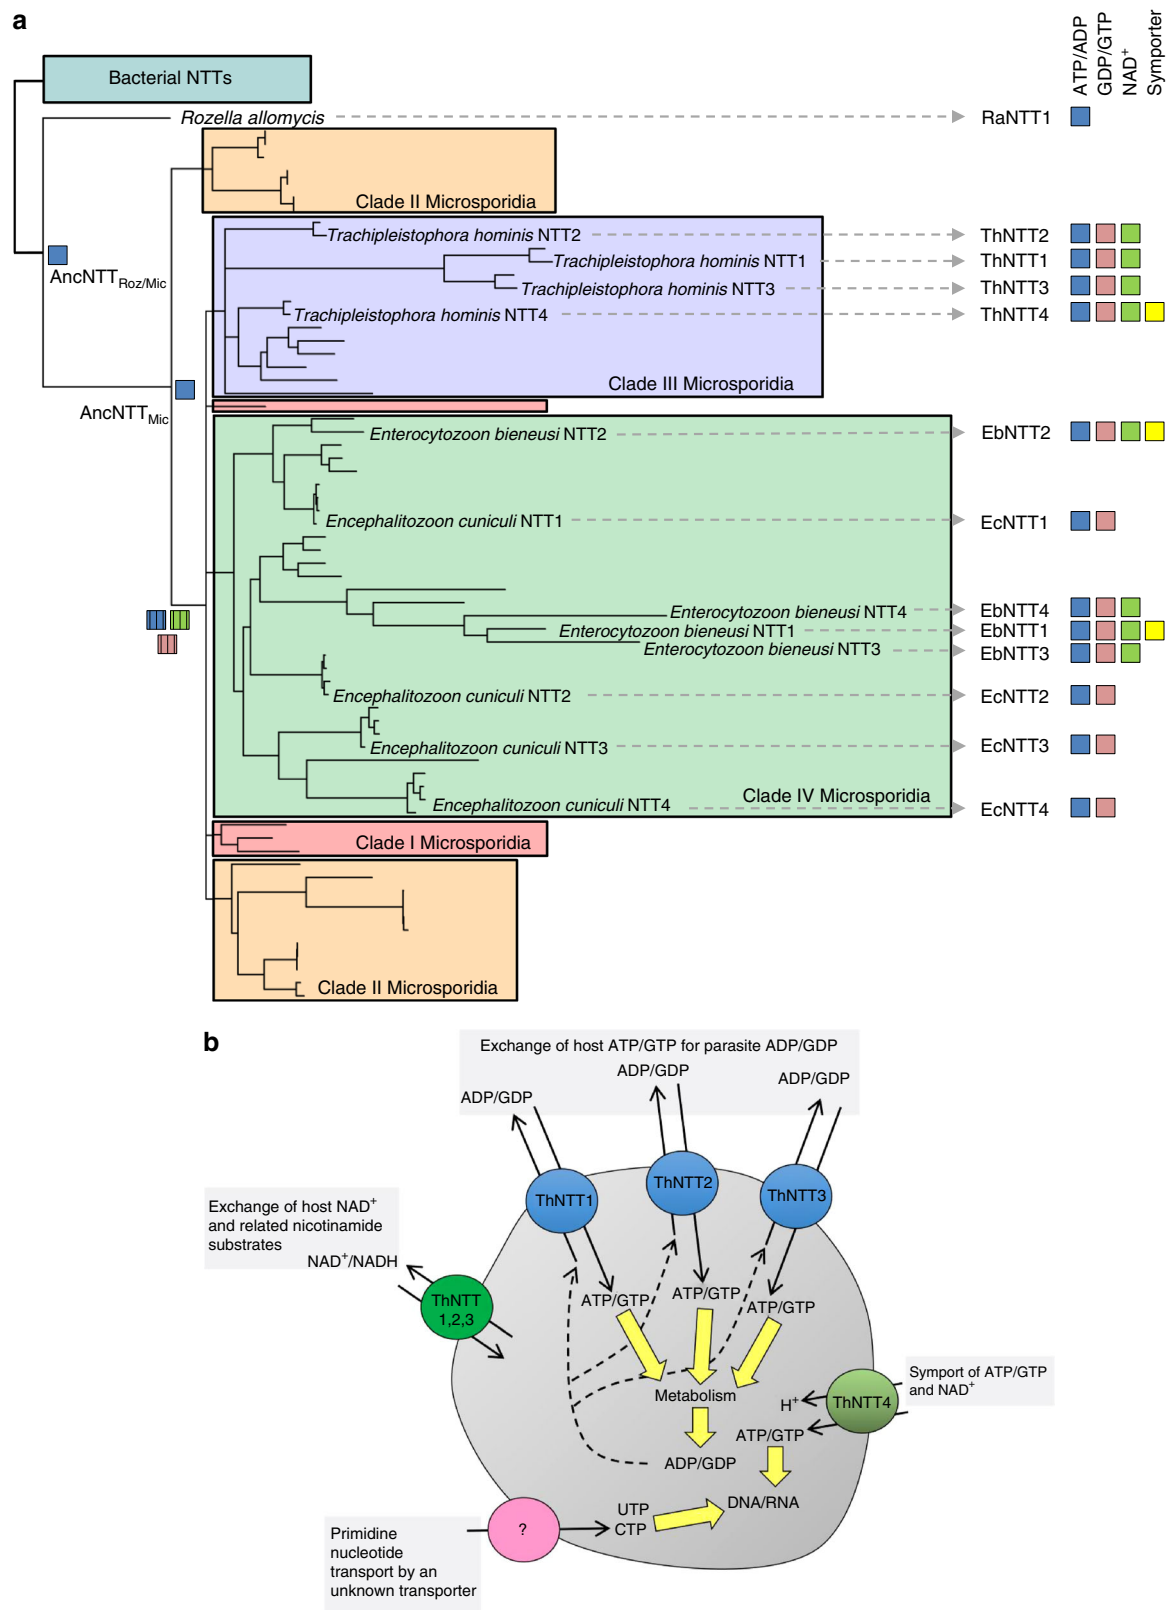 a
ATP/ADP
GDP/GTP
NAD+
Symporter
Bacterial NTTs
Rozella allomycis
RaNTT1
Clade II Microsporidia
Trachipleistophora hominis NTT2
ThNTT2
AncNTTRoz/Mic
Trachipleistophora hominis NTT1
ThNTT1
Trachipleistophora hominis NTT3
ThNTT3
Trachipleistophora hominis NTT4
ThNTT4
Clade III Microsporidia
AncNTTMic
Enterocytozoon bieneusi NTT2
EbNTT2
Encephalitozoon cuniculi NTT1
EcNTT1
Enterocytozoon bieneusi NTT4
EbNTT4
Enterocytozoon bieneusi NTT1
EbNTT1
Enterocytozoon bieneusi NTT3
EbNTT3
Encephalitozoon cuniculi NTT2
EcNTT2
Encephalitozoon cuniculi NTT3
EcNTT3
Clade IV Microsporidia
Encephalitozoon cuniculi NTT4
EcNTT4
Clade I Microsporidia
Clade II Microsporidia
b
Exchange of host ATP/GTP for parasite ADP/GDP
ADP/GDP
ADP/GDP
ADP/GDP
ThNTT1
ThNTT2
ThNTT3
Exchange of host NAD+
and related nicotinamide
substrates
NAD+/NADH
ThNTT
1,2,3
ATP/GTP
ATP/GTP
ATP/GTP
Metabolism
ADP/GDP
Symport of ATP/GTP
and NAD+
ThNTT4
H+
ATP/GTP
DNA/RNA
UTP
CTP
?
Primidine
nucleotide
transport by an
unknown transporter